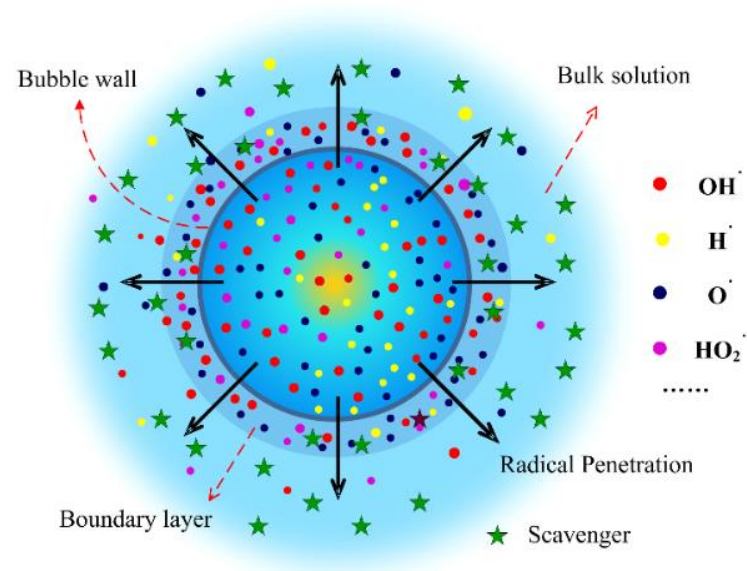 Bubble wall
Bulk solution
OH·
H·
O·
HO₂·
······
Radical Penetration
Boundary layer
Scavenger